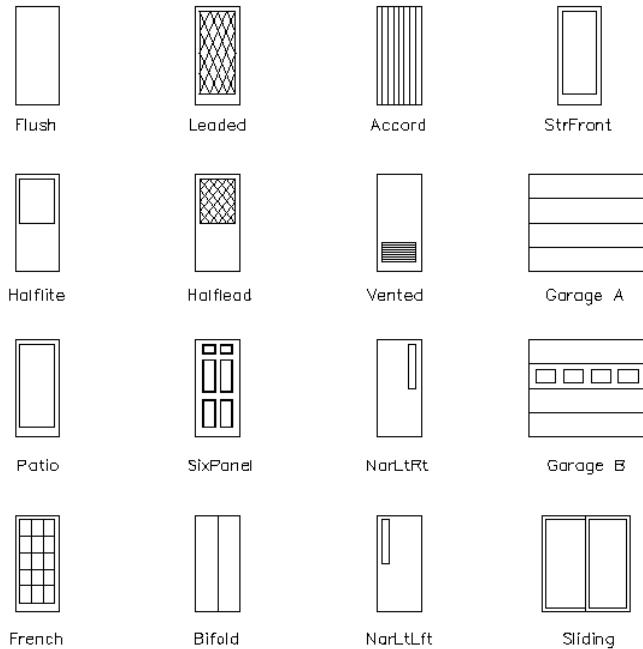 Flush Leaded Accord StrFront
Halflite Halflead Vented Garage A
Patio SixPanel NarLtRt Garage B
French Bifold NarLtLft Sliding